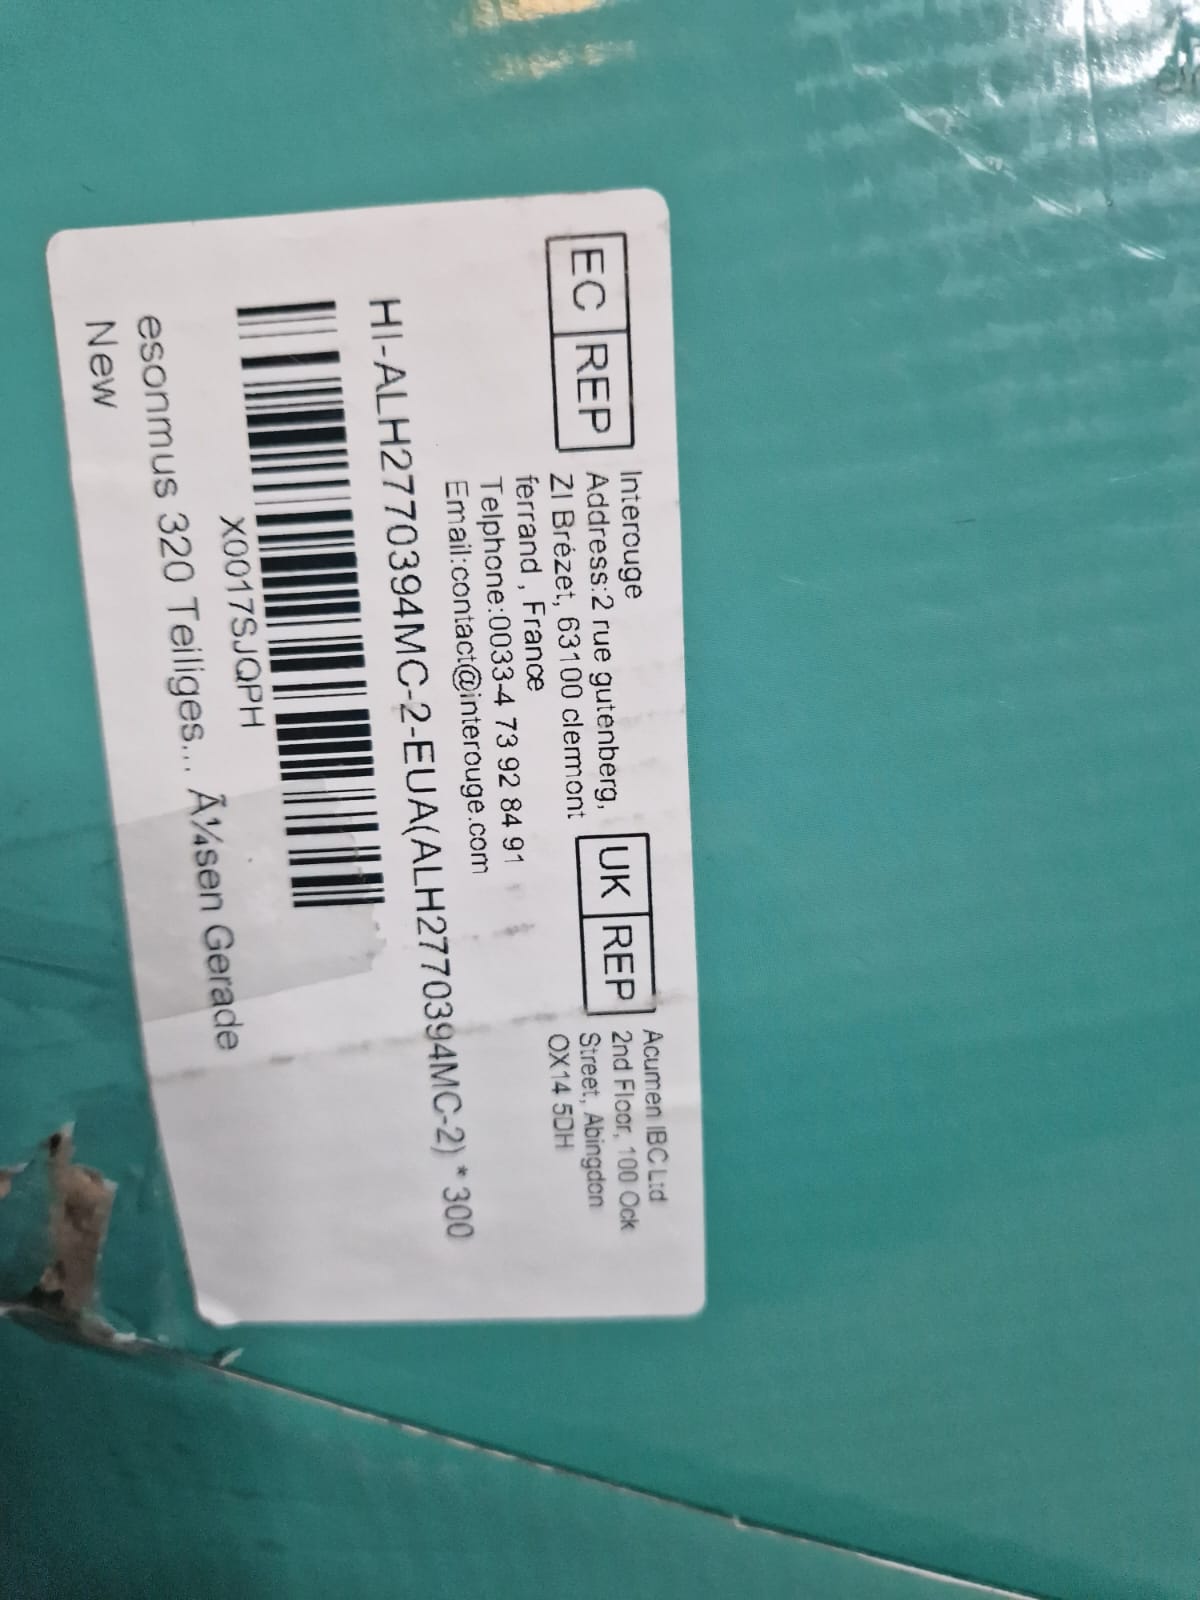 EC REP
Interouge
Address:2 rue gutenberg,
ZI Brézet, 63100 clermont
ferrand , France
Telphone:0033-4 73 92 84 91
Email:contact@interouge.com
UK REP
Acumen IBC Ltd
2nd Floor, 100 Ock
Street, Abingdon
OX14 5DH
HI-ALH2770394MC-2-EUA(ALH2770394MC-2) * 300
X0017SJQPH
esonmus 320 Teiliges... Ã¼sen Gerade
New